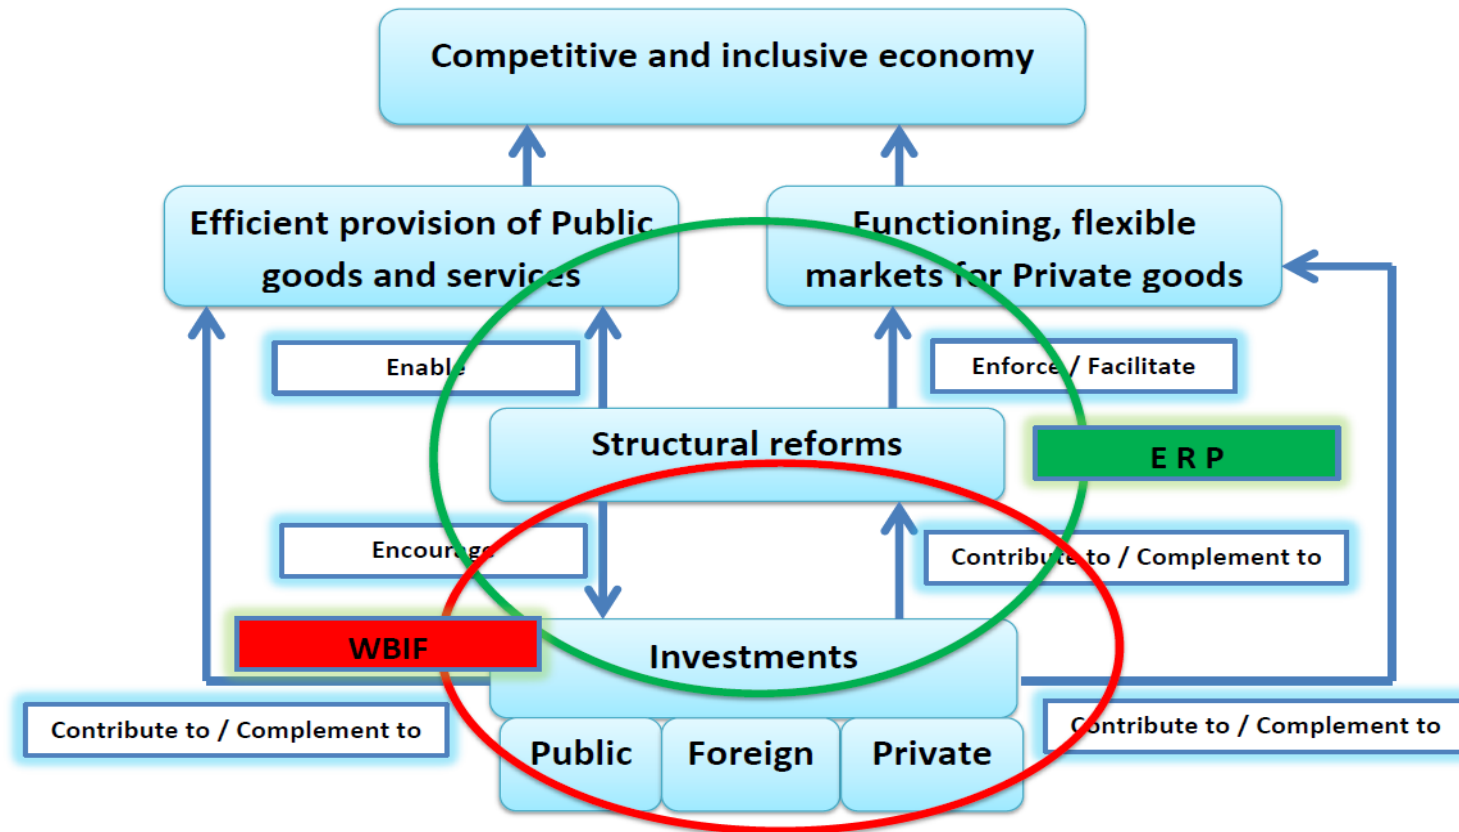 Competitive and inclusive economy
Efficient provision of Public
goods and services
Functioning, flexible
markets for Private goods
Enable
Enforce / Facilitate
Structural reforms
E R P
Encourage
Contribute to / Complement to
WBIF
Investments
Contribute to / Complement to
Contribute to / Complement to
Public
Foreign
Private